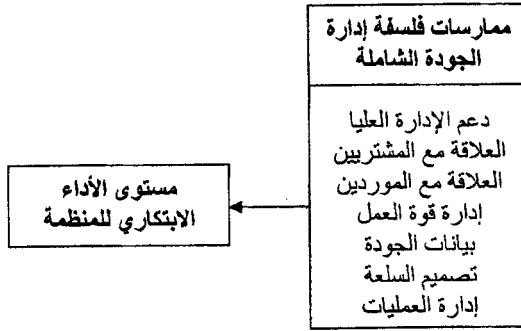 ممارسات فلسفة إدارة
الجودة الشاملة
دعم الإدارة العليا
العلاقة مع المشتريين
العلاقة مع الموردين
إدارة قوة العمل
بيانات الجودة
تصميم السلعة
إدارة العمليات
مستوى الأداء
الابتكاري للمنظمة